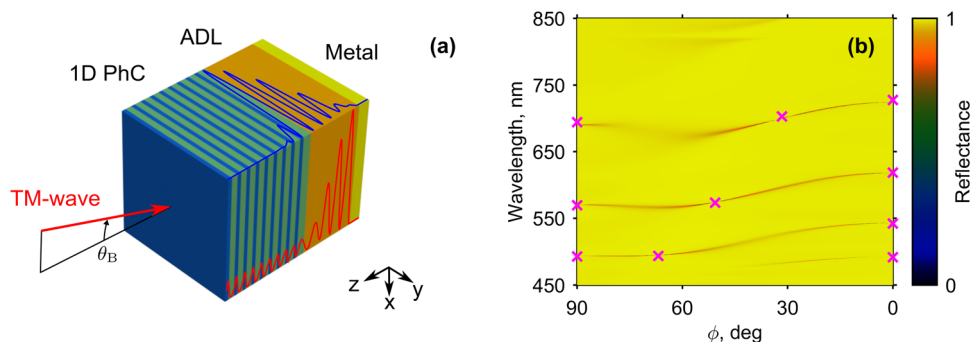 ADL
(a)
Metal
1D PhC
TM-wave
θB
z
x
y
(b)
Wavelength, nm
850
750
650
550
450
90
60
30
0
ϕ, deg
1
0
Reflectance